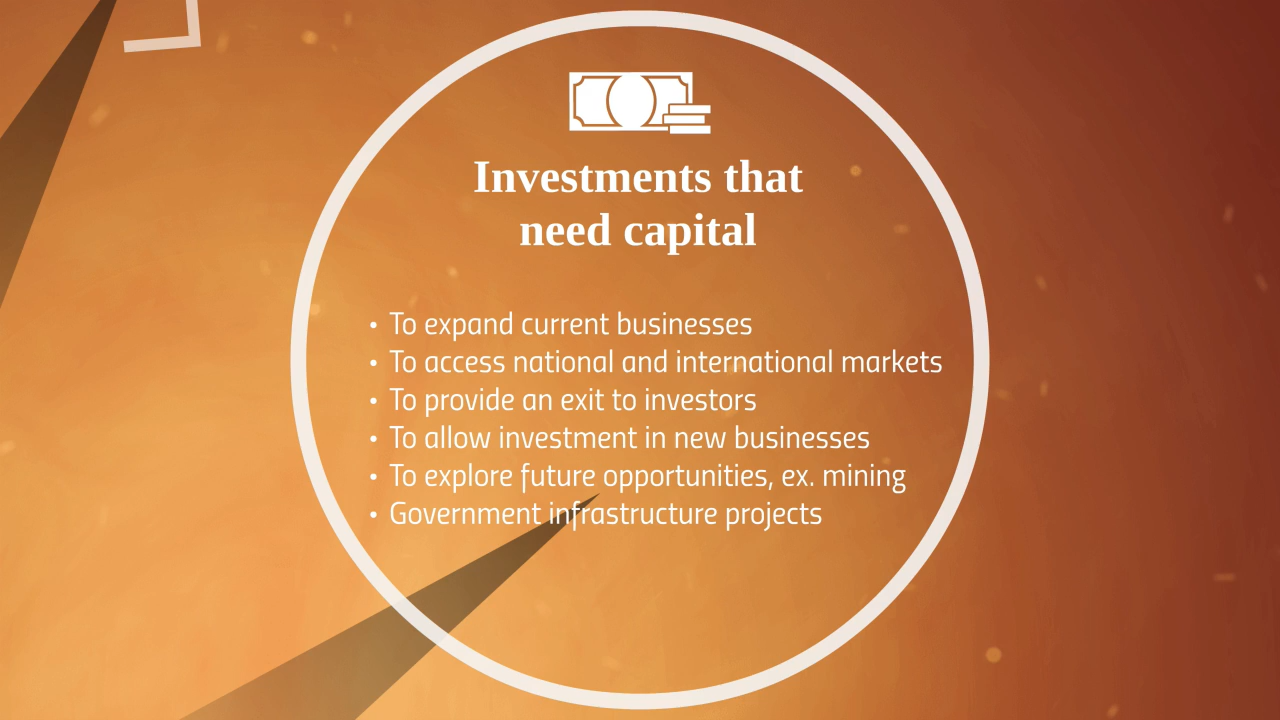 Investments that
need capital
• To expand current businesses
• To access national and international markets
• To provide an exit to investors
• To allow investment in new businesses
• To explore future opportunities, ex. mining
• Government infrastructure projects